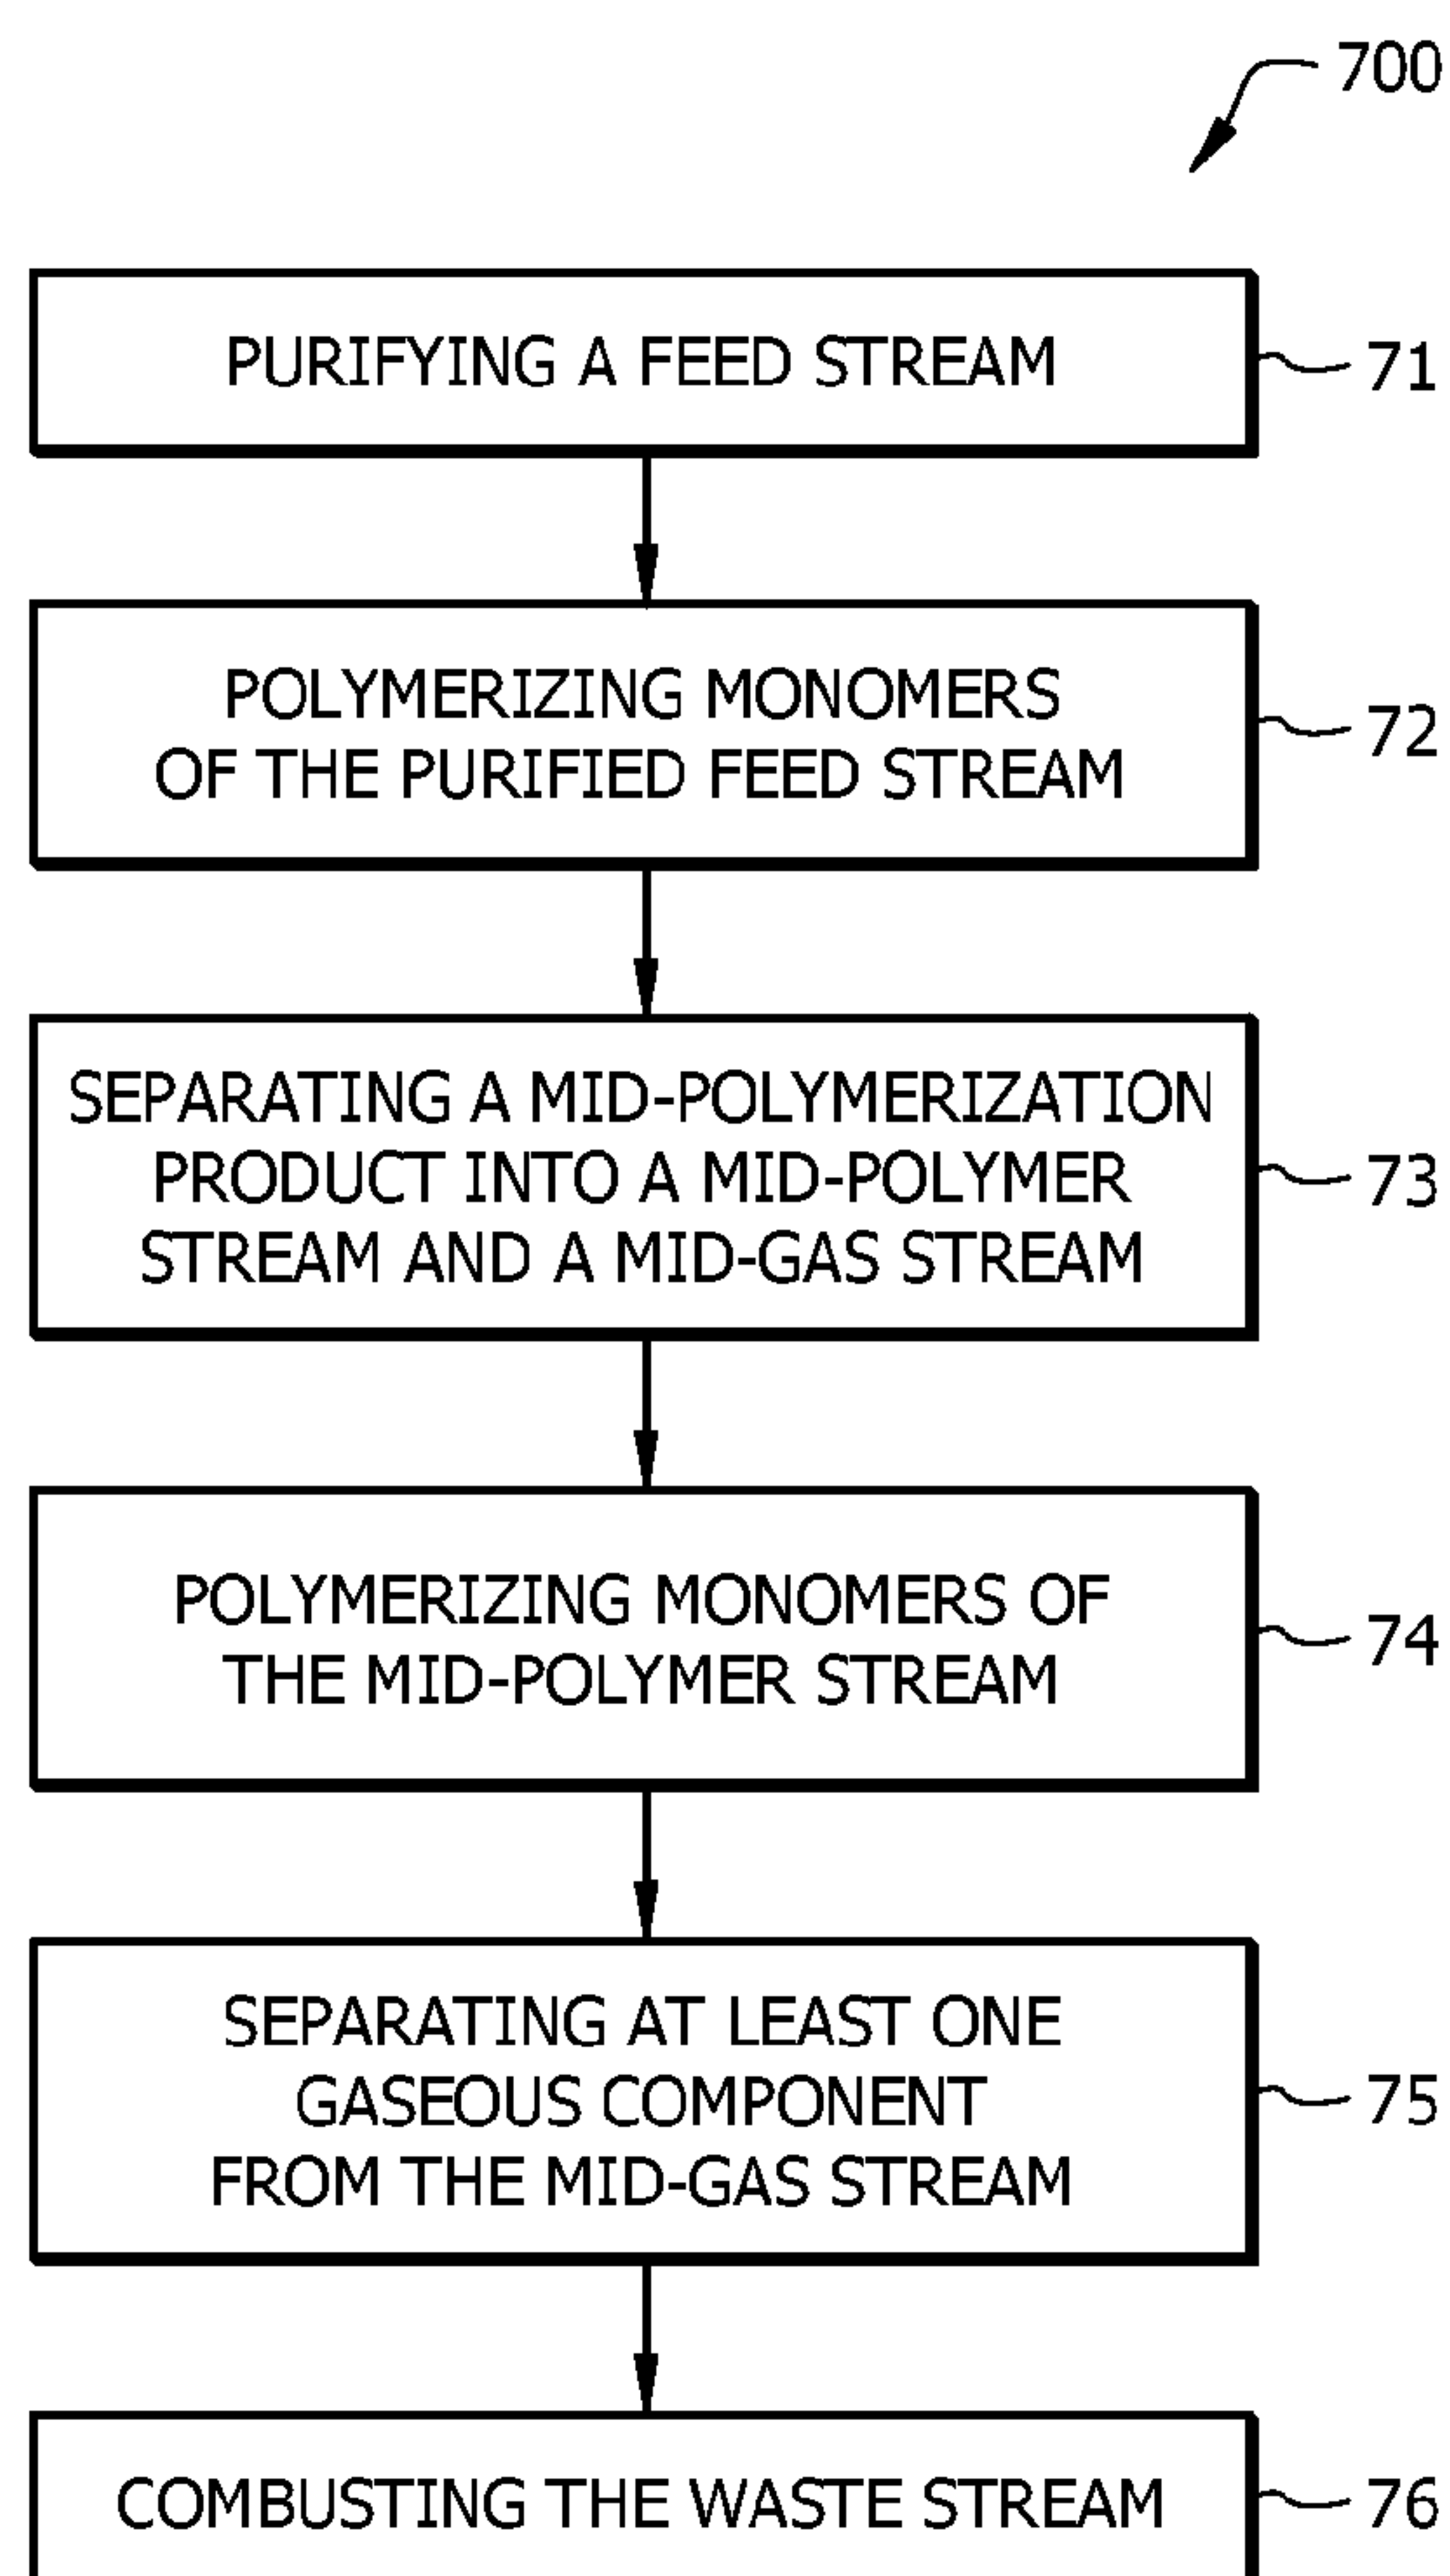 700
PURIFYING A FEED STREAM
71
POLYMERIZING MONOMERS
OF THE PURIFIED FEED STREAM
72
SEPARATING A MID-POLYMERIZATION
PRODUCT INTO A MID-POLYMER
STREAM AND A MID-GAS STREAM
73
POLYMERIZING MONOMERS OF
THE MID-POLYMER STREAM
74
SEPARATING AT LEAST ONE
GASEOUS COMPONENT
FROM THE MID-GAS STREAM
75
COMBUSTING THE WASTE STREAM
76